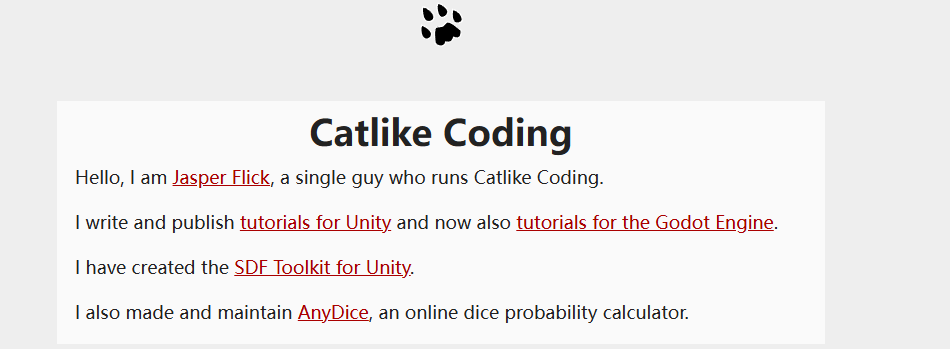 Catlike Coding
Hello, I am Jasper Flick, a single guy who runs Catlike Coding.
I write and publish tutorials for Unity and now also tutorials for the Godot Engine.
I have created the SDF Toolkit for Unity.
I also made and maintain AnyDice, an online dice probability calculator.